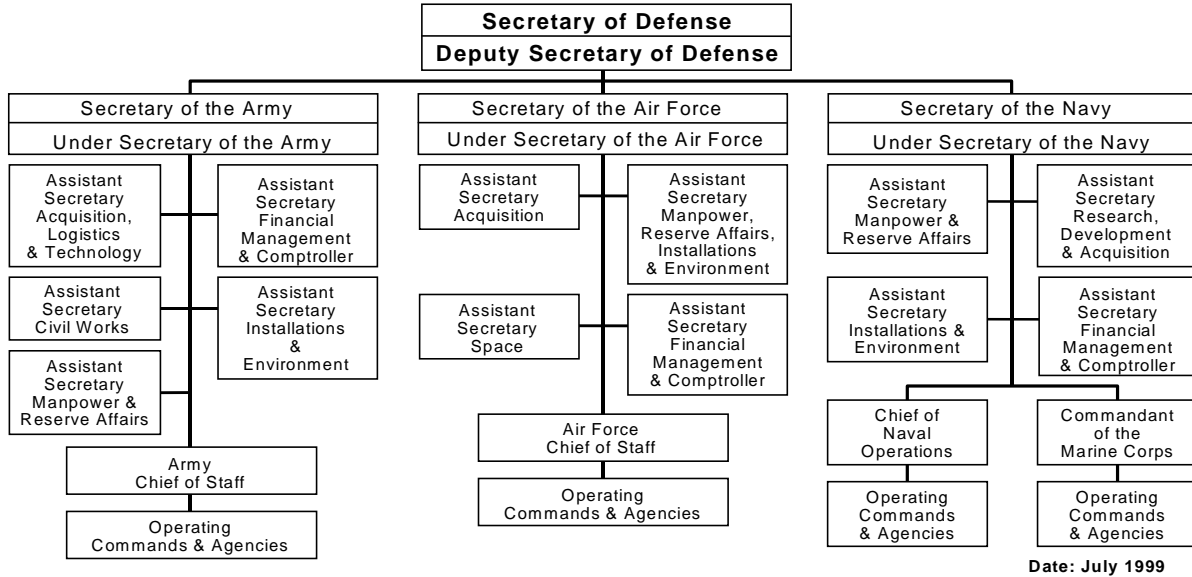 Secretary of Defense
Deputy Secretary of Defense
Secretary of the Army
Under Secretary of the Army
Assistant
Secretary
Acquisition,
Logistics
& Technology
Assistant
Secretary
Financial
Management
& Comptroller
Assistant
Secretary
Civil Works
Assistant
Secretary
Installations
&
Environment
Assistant
Secretary
Manpower &
Reserve Affairs
Army
Chief of Staff
Operating
Commands & Agencies
Secretary of the Air Force
Under Secretary of the Air Force
Assistant
Secretary
Acquisition
Assistant
Secretary
Manpower,
Reserve Affairs,
Installations
& Environment
Assistant
Secretary
Space
Assistant
Secretary
Financial
Management
& Comptroller
Air Force
Chief of Staff
Operating
Commands & Agencies
Secretary of the Navy
Under Secretary of the Navy
Assistant
Secretary
Manpower &
Reserve Affairs
Assistant
Secretary
Research,
Development
& Acquisition
Assistant
Secretary
Installations &
Environment
Assistant
Secretary
Financial
Management
& Comptroller
Chief of
Naval
Operations
Commandant
of the
Marine Corps
Operating
Commands
& Agencies
Operating
Commands
& Agencies
Date: July 1999